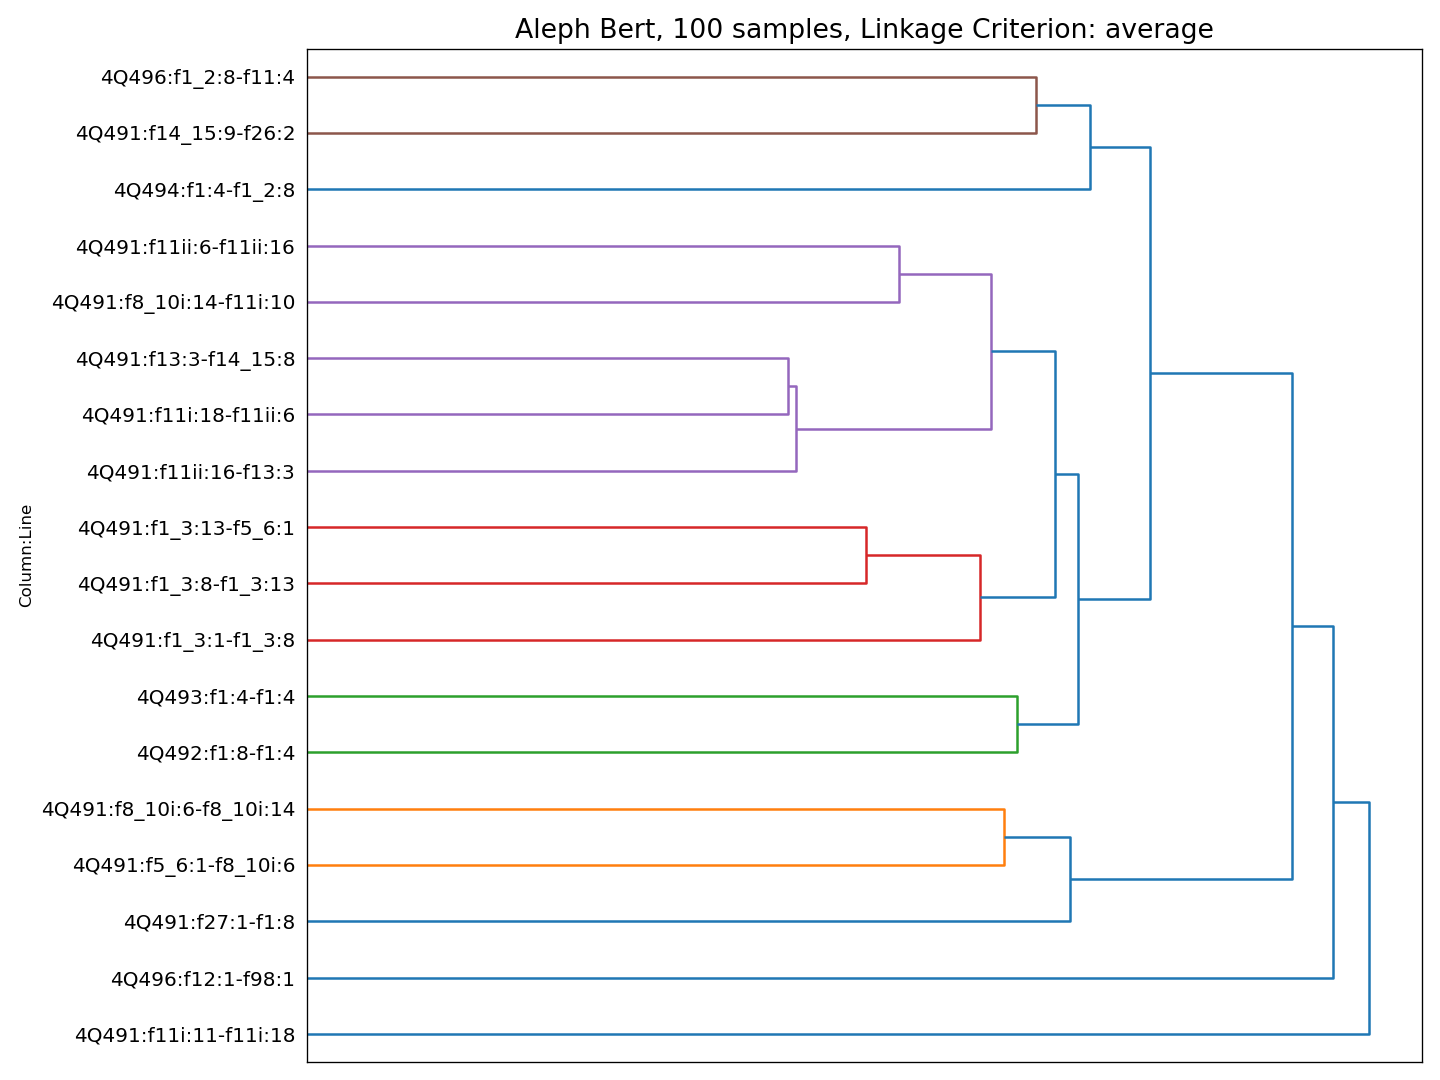 Aleph Bert, 100 samples, Linkage Criterion: average
4Q496:f1_2:8-f11:4
4Q491:f14_15:9-f26:2
4Q494:f1:4-f1_2:8
4Q491:f11ii:6-f11ii:16
4Q491:f8_10i:14-f11i:10
4Q491:f13:3-f14_15:8
4Q491:f11i:18-f11ii:6
4Q491:f11ii:16-f13:3
4Q491:f1_3:13-f5_6:1
4Q491:f1_3:8-f1_3:13
4Q491:f1_3:1-f1_3:8
4Q493:f1:4-f1:4
4Q492:f1:8-f1:4
4Q491:f8_10i:6-f8_10i:14
4Q491:f5_6:1-f8_10i:6
4Q491:f27:1-f1:8
4Q496:f12:1-f98:1
4Q491:f11i:11-f11i:18
Column:Line